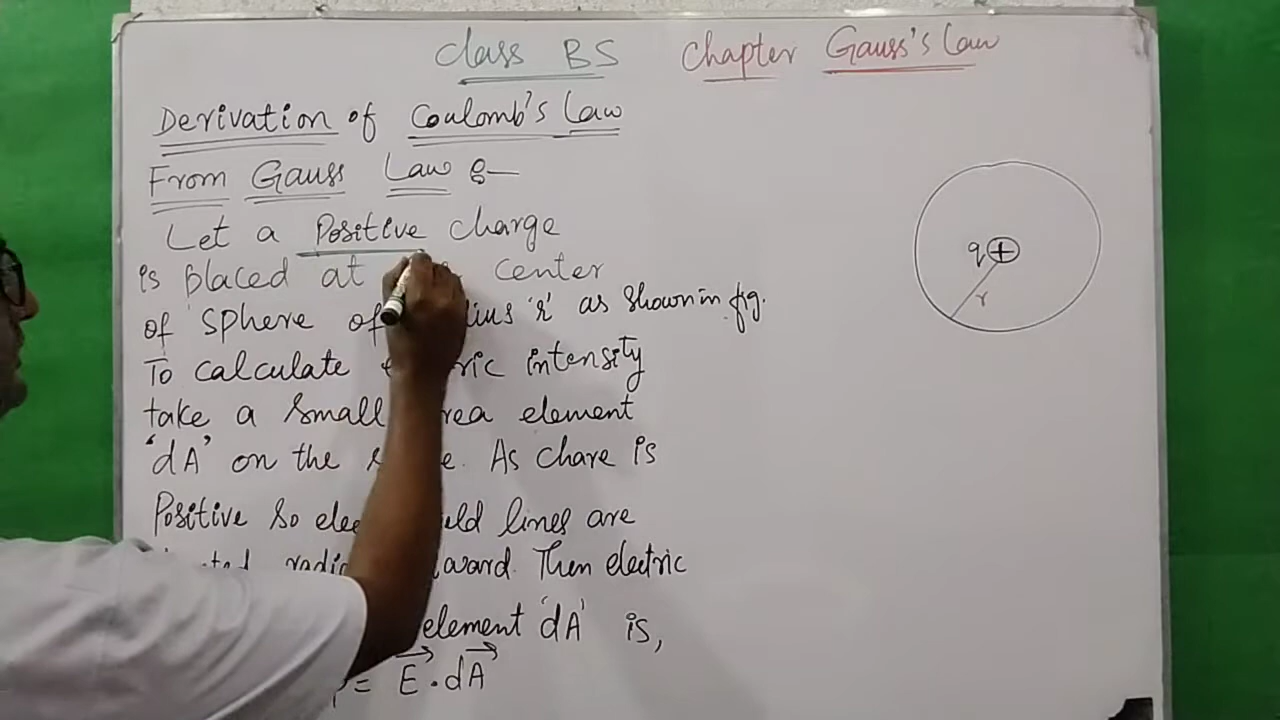 Class BS Chapter Gauss's Law
Derivation of Coulomb's Law
From Gauss Law :-
Let a Positive charge
is placed at center
of sphere of 'r' as shown in fig.
To calculate intensity
take a small element
'dA' on the As chare is
Positive so lines are
Then electric
element 'dA' is,
= E⃗ . dA⃗
q +
r